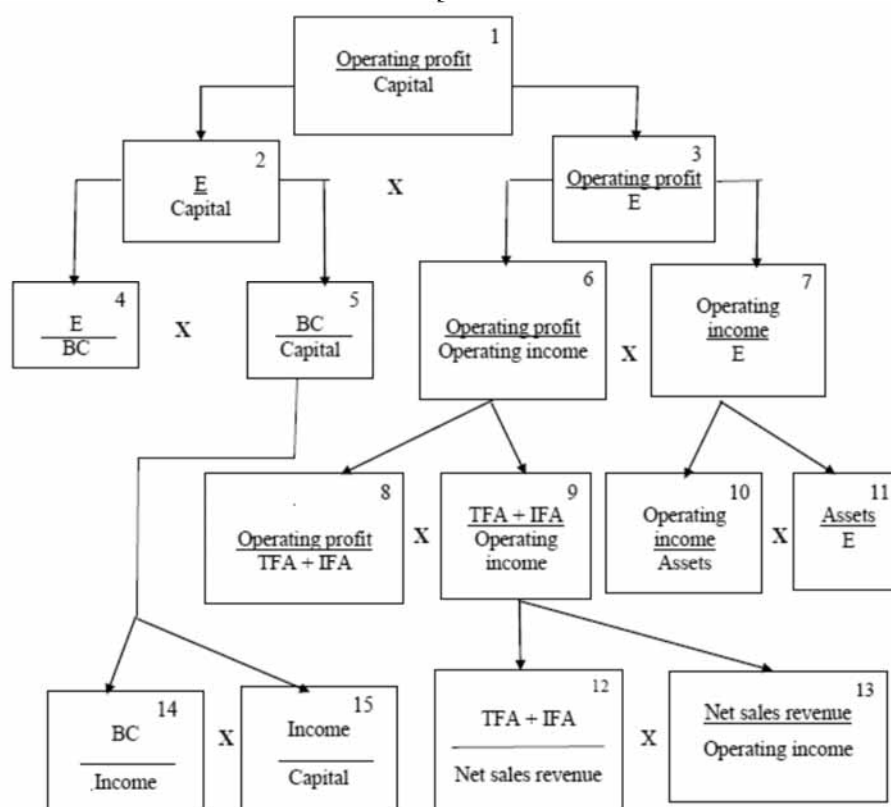 1
Operating profit
Capital
2
E
Capital
X
3
Operating profit
E
4
E
BC
X
5
BC
Capital
6
Operating profit
Operating income
X
7
Operating
income
E
8
Operating profit
TFA + IFA
X
9
TFA + IFA
Operating
income
10
Operating
income
Assets
X
11
Assets
E
14
BC
Income
X
15
Income
Capital
12
TFA + IFA
Net sales revenue
X
13
Net sales revenue
Operating income